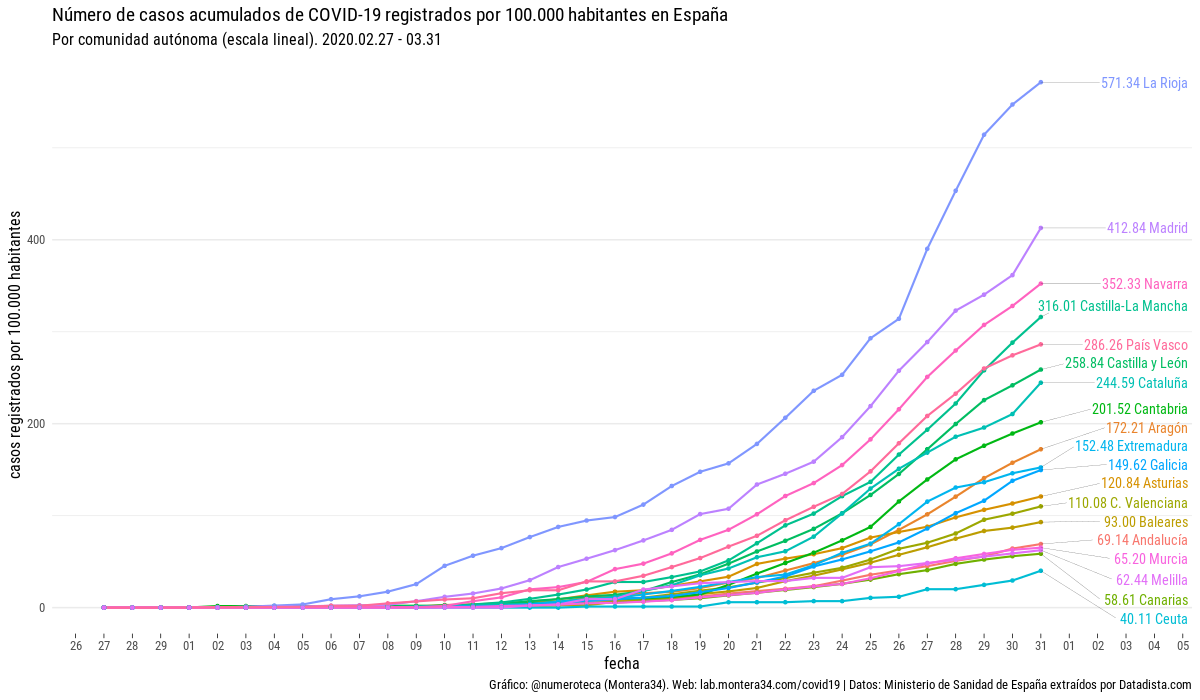 Número de casos acumulados de COVID-19 registrados por 100.000 habitantes en España
Por comunidad autónoma (escala lineal). 2020.02.27 - 03.31
casos registrados por 100.000 habitantes
400
200
0
571.34 La Rioja
412.84 Madrid
352.33 Navarra
316.01 Castilla-La Mancha
286.26 País Vasco
258.84 Castilla y León
244.59 Cataluña
201.52 Cantabria
172.21 Aragón
152.48 Extremadura
149.62 Galicia
120.84 Asturias
110.08 C. Valenciana
93.00 Baleares
69.14 Andalucía
65.20 Murcia
62.44 Melilla
58.61 Canarias
40.11 Ceuta
26 27 28 29 01 02 03 04 05 06 07 08 09 10 11 12 13 14 15 16 17 18 19 20 21 22 23 24 25 26 27 28 29 30 31 01 02 03 04 05
fecha
Gráfico: @numeroteca (Montera34). Web: lab.montera34.com/covid19 | Datos: Ministerio de Sanidad de España extraídos por Datadista.com